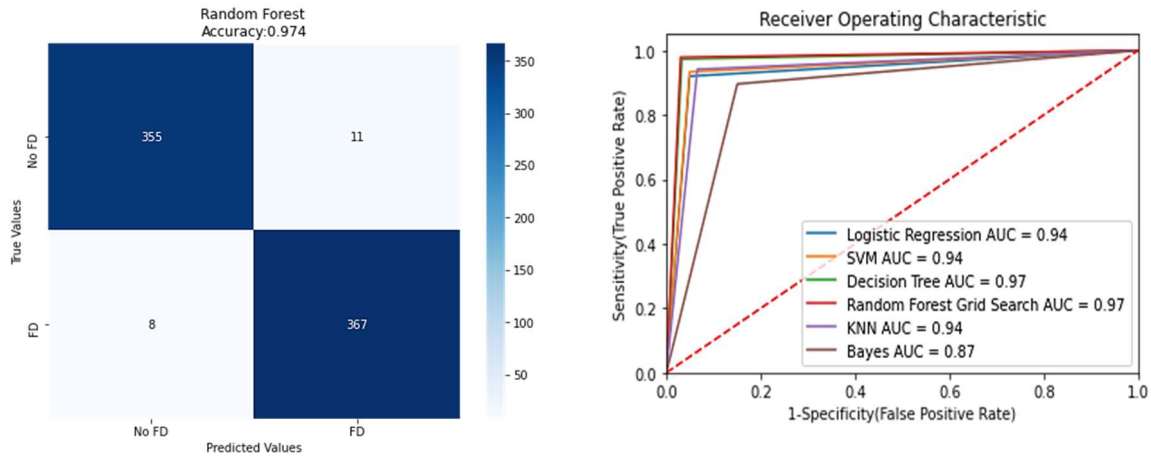 Random Forest
Accuracy:0.974
No FD
FD
True Values
355
11
8
367
No FD
FD
Predicted Values
350
300
250
200
150
100
50
Receiver Operating Characteristic
Sensitivity(True Positive Rate)
1.0
0.8
0.6
0.4
0.2
0.0
Logistic Regression AUC = 0.94
SVM AUC = 0.94
Decision Tree AUC = 0.97
Random Forest Grid Search AUC = 0.97
KNN AUC = 0.94
Bayes AUC = 0.87
0.0
0.2
0.4
0.6
0.8
1.0
1-Specificity(False Positive Rate)